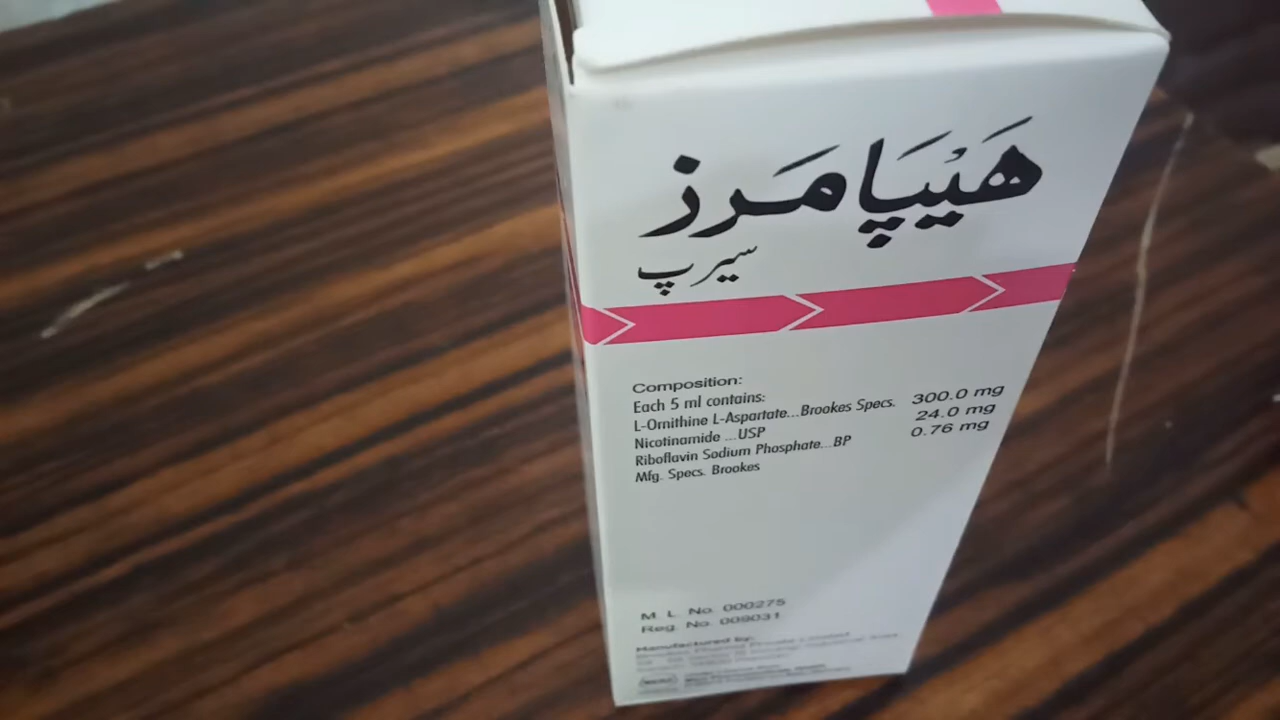 ھَیْپَا مَرز
سیرپ
Composition:
Each 5 ml contains:
L-Ornithine L-Aspartate...Brookes Specs. 300.0 mg
Nicotinamide ...USP 24.0 mg
Riboflavin Sodium Phosphate...BP 0.76 mg
Mfg. Specs. Brookes
M. L. No. 000275
Reg. No. 009031
Manufactured by: